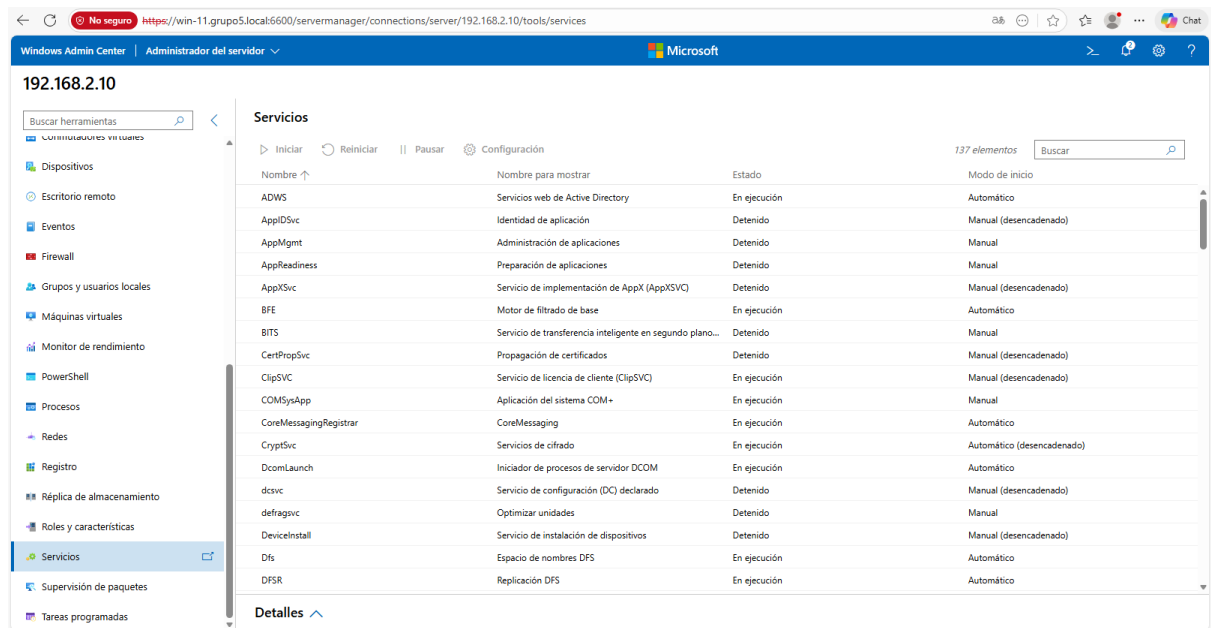 No seguro https://win-11.grupo5.local:6600/servermanager/connections/server/192.168.2.10/tools/services Chat
Windows Admin Center | Administrador del servidor Microsoft 2 ?
192.168.2.10
Buscar herramientas
Servicios
Conmutadores virtuales
Dispositivos
Escritorio remoto
Eventos
Firewall
Grupos y usuarios locales
Máquinas virtuales
Monitor de rendimiento
PowerShell
Procesos
Redes
Registro
Réplica de almacenamiento
Roles y características
Servicios
Supervisión de paquetes
Tareas programadas
Iniciar Reiniciar Pausar Configuración 137 elementos Buscar
Nombre Nombre para mostrar Estado Modo de inicio
ADWS Servicios web de Active Directory En ejecución Automático
AppIDSvc Identidad de aplicación Detenido Manual (desencadenado)
AppMgmt Administración de aplicaciones Detenido Manual
AppReadiness Preparación de aplicaciones Detenido Manual
AppXSvc Servicio de implementación de AppX (AppXSVC) Detenido Manual (desencadenado)
BFE Motor de filtrado de base En ejecución Automático
BITS Servicio de transferencia inteligente en segundo plano... Detenido Manual
CertPropSvc Propagación de certificados Detenido Manual (desencadenado)
ClipSVC Servicio de licencia de cliente (ClipSVC) En ejecución Manual (desencadenado)
COMSysApp Aplicación del sistema COM+ En ejecución Manual
CoreMessagingRegistrar CoreMessaging En ejecución Automático
CryptSvc Servicios de cifrado En ejecución Automático (desencadenado)
DcomLaunch Iniciador de procesos de servidor DCOM En ejecución Automático
dcsvc Servicio de configuración (DC) declarado Detenido Manual (desencadenado)
defragsvc Optimizar unidades Detenido Manual
DeviceInstall Servicio de instalación de dispositivos Detenido Manual (desencadenado)
Dfs Espacio de nombres DFS En ejecución Automático
DFSR Replicación DFS En ejecución Automático
Detalles